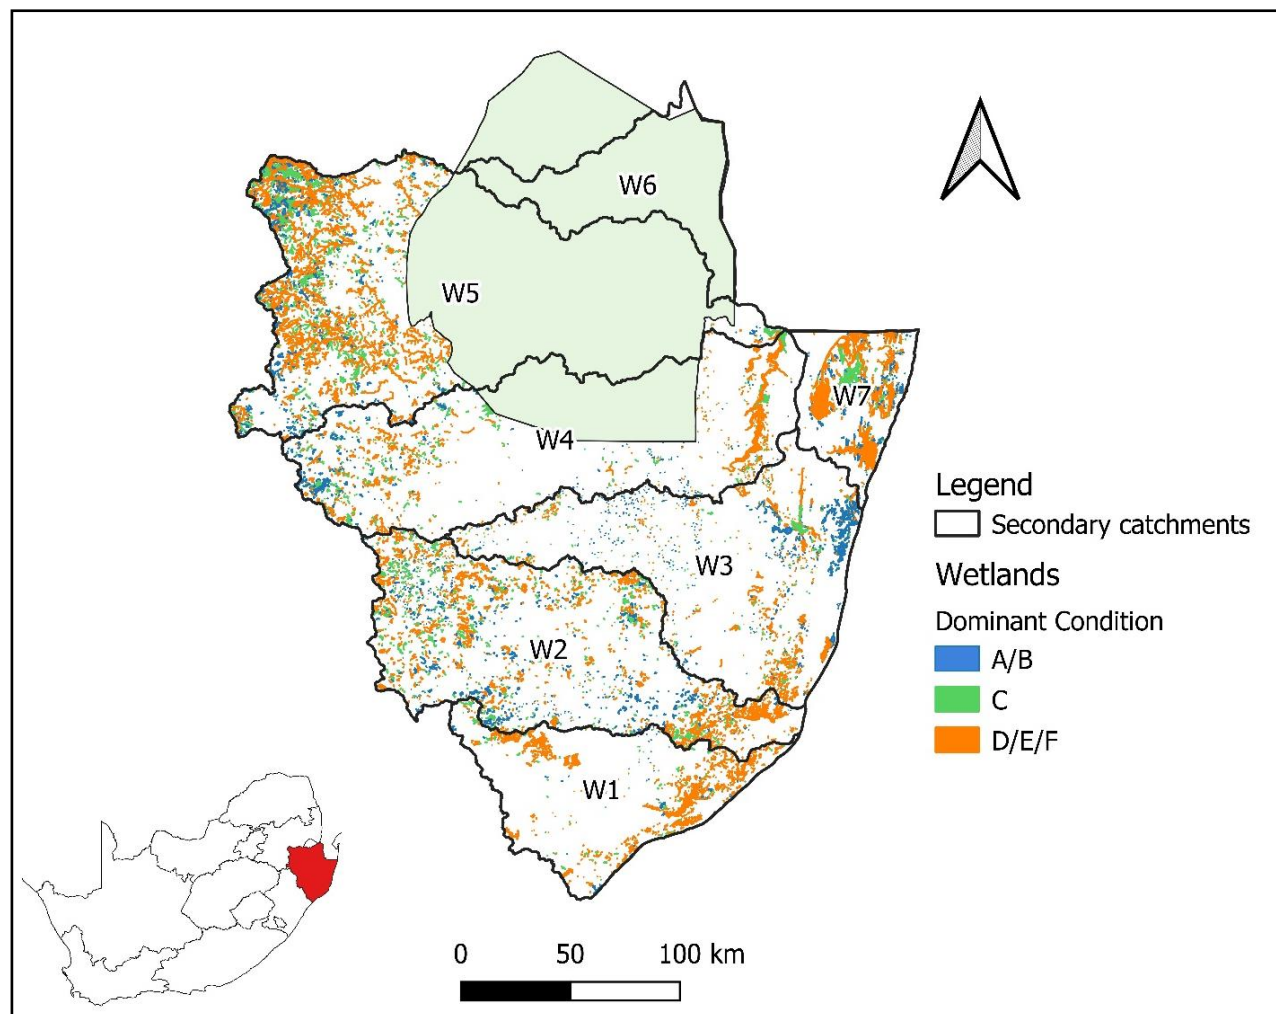 W6
W5
W7
W4
W3
W2
W1
Legend
Secondary catchments
Wetlands
Dominant Condition
A/B
C
D/E/F
0 50 100 km